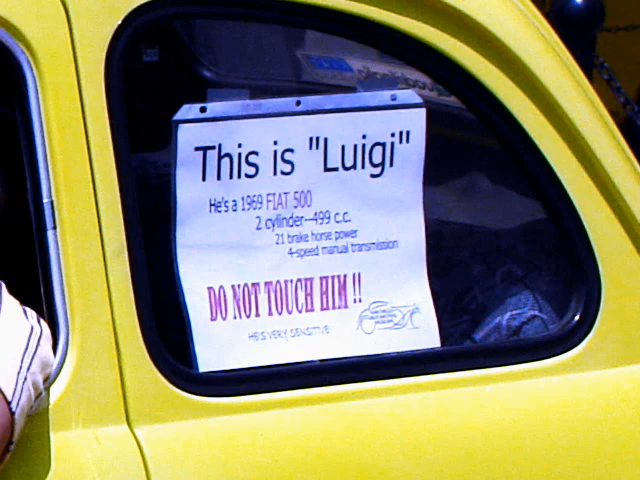 This is "Luigi"
He's a 1969 FIAT 500
2 cylinder--499 c.c.
21 brake horse power
4-speed manual transmission
DO NOT TOUCH HIM !!
HE'S VERY SENSITIVE